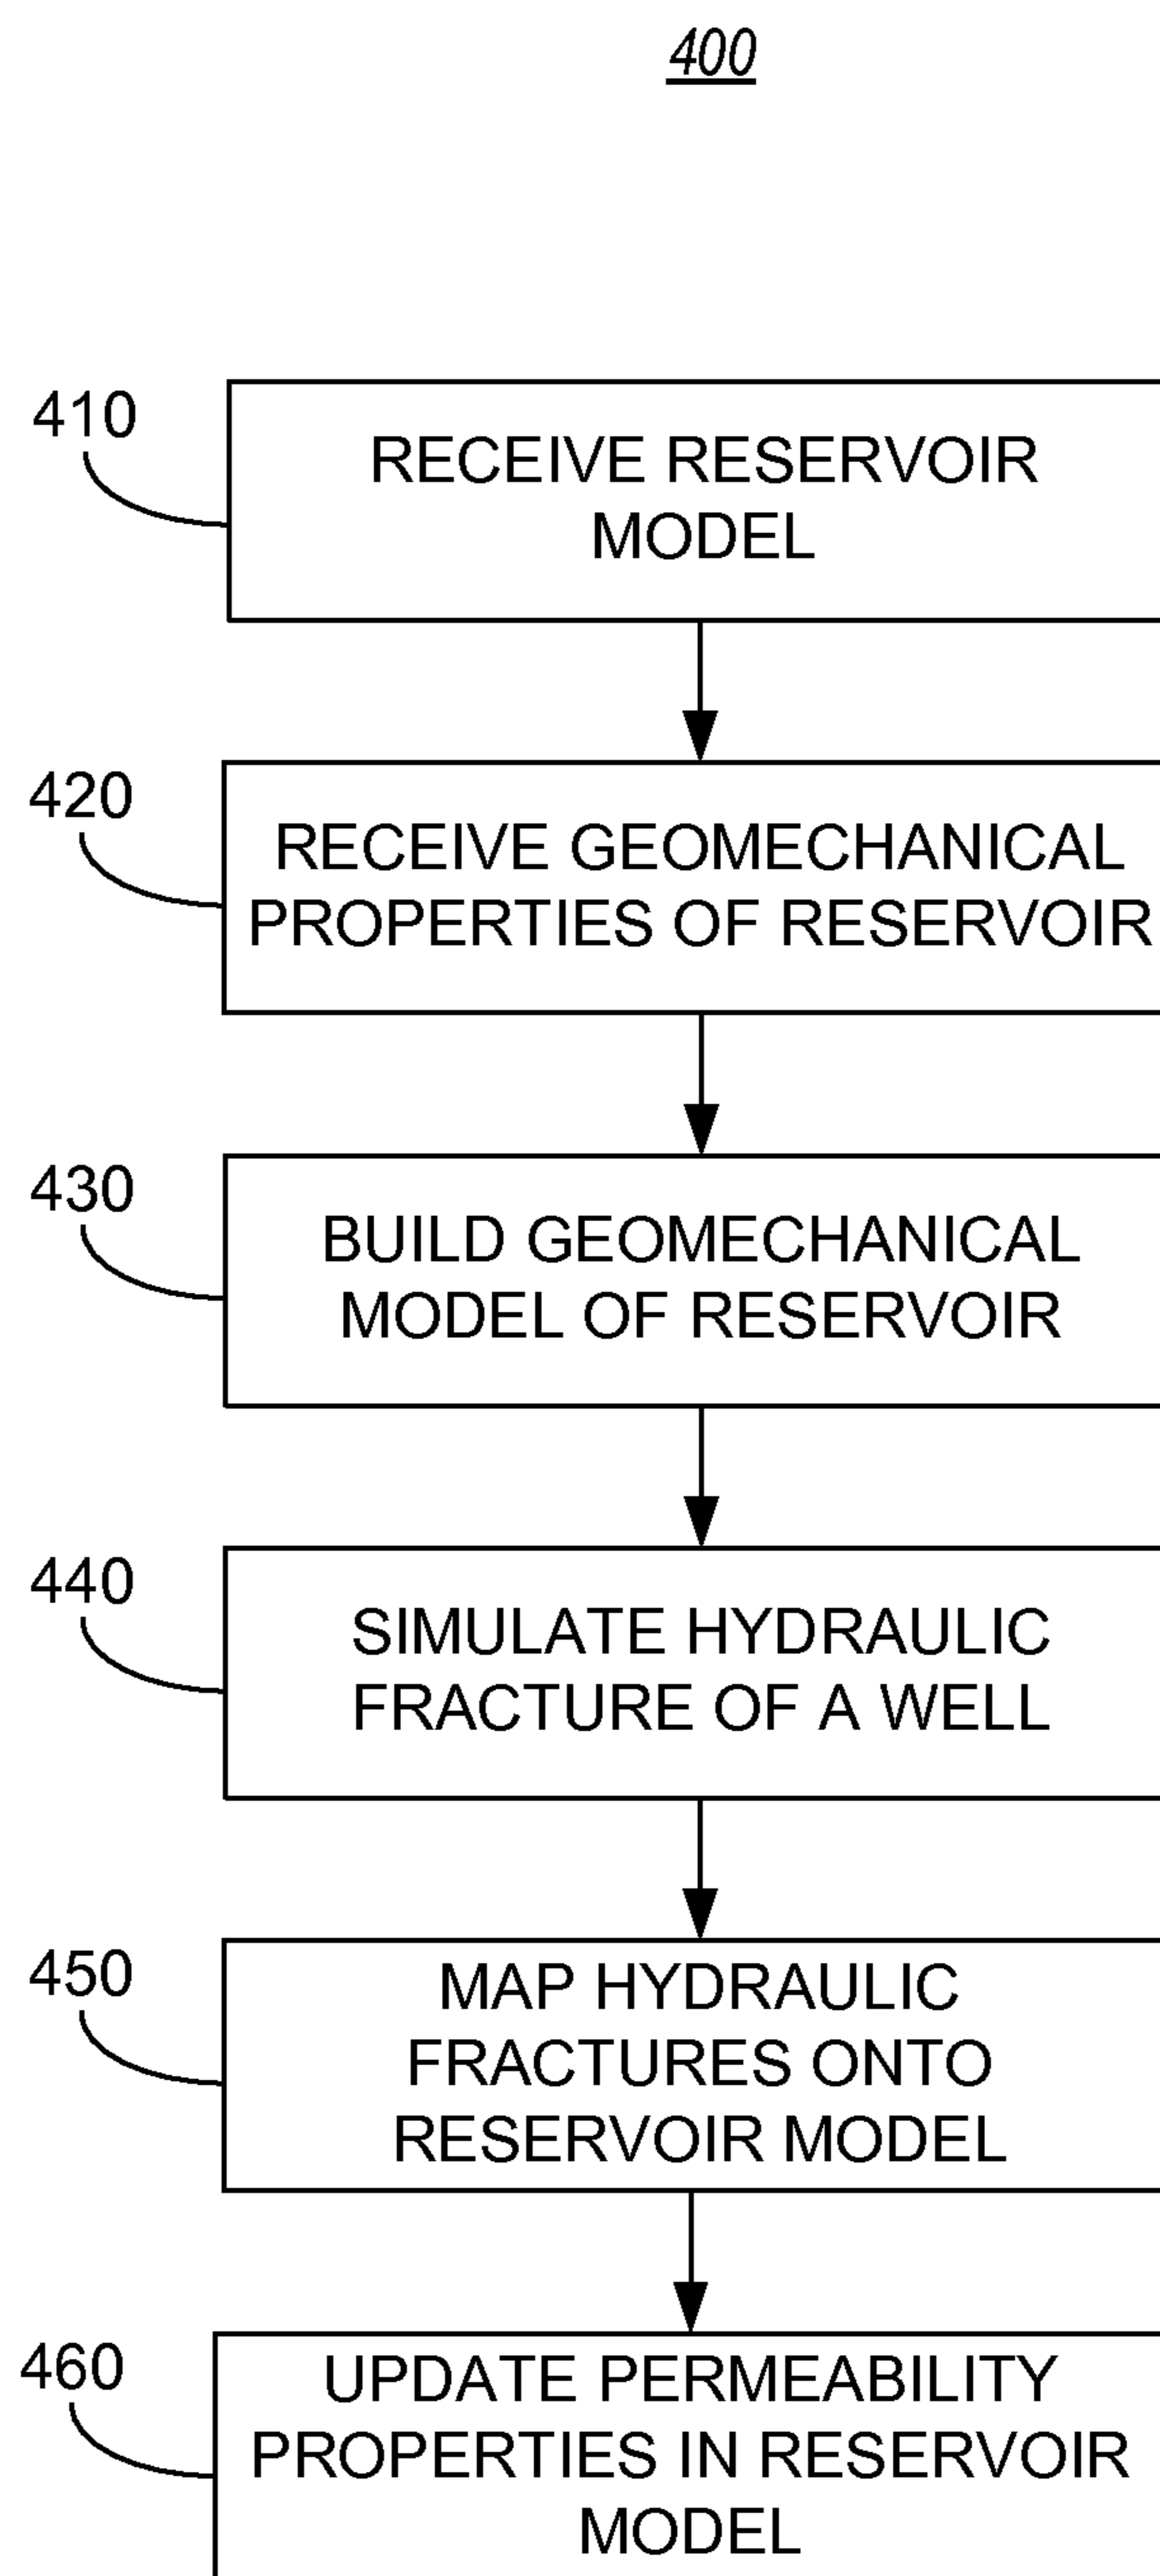 400
410
RECEIVE RESERVOIR
MODEL
420
RECEIVE GEOMECHANICAL
PROPERTIES OF RESERVOIR
430
BUILD GEOMECHANICAL
MODEL OF RESERVOIR
440
SIMULATE HYDRAULIC
FRACTURE OF A WELL
450
MAP HYDRAULIC
FRACTURES ONTO
RESERVOIR MODEL
460
UPDATE PERMEABILITY
PROPERTIES IN RESERVOIR
MODEL